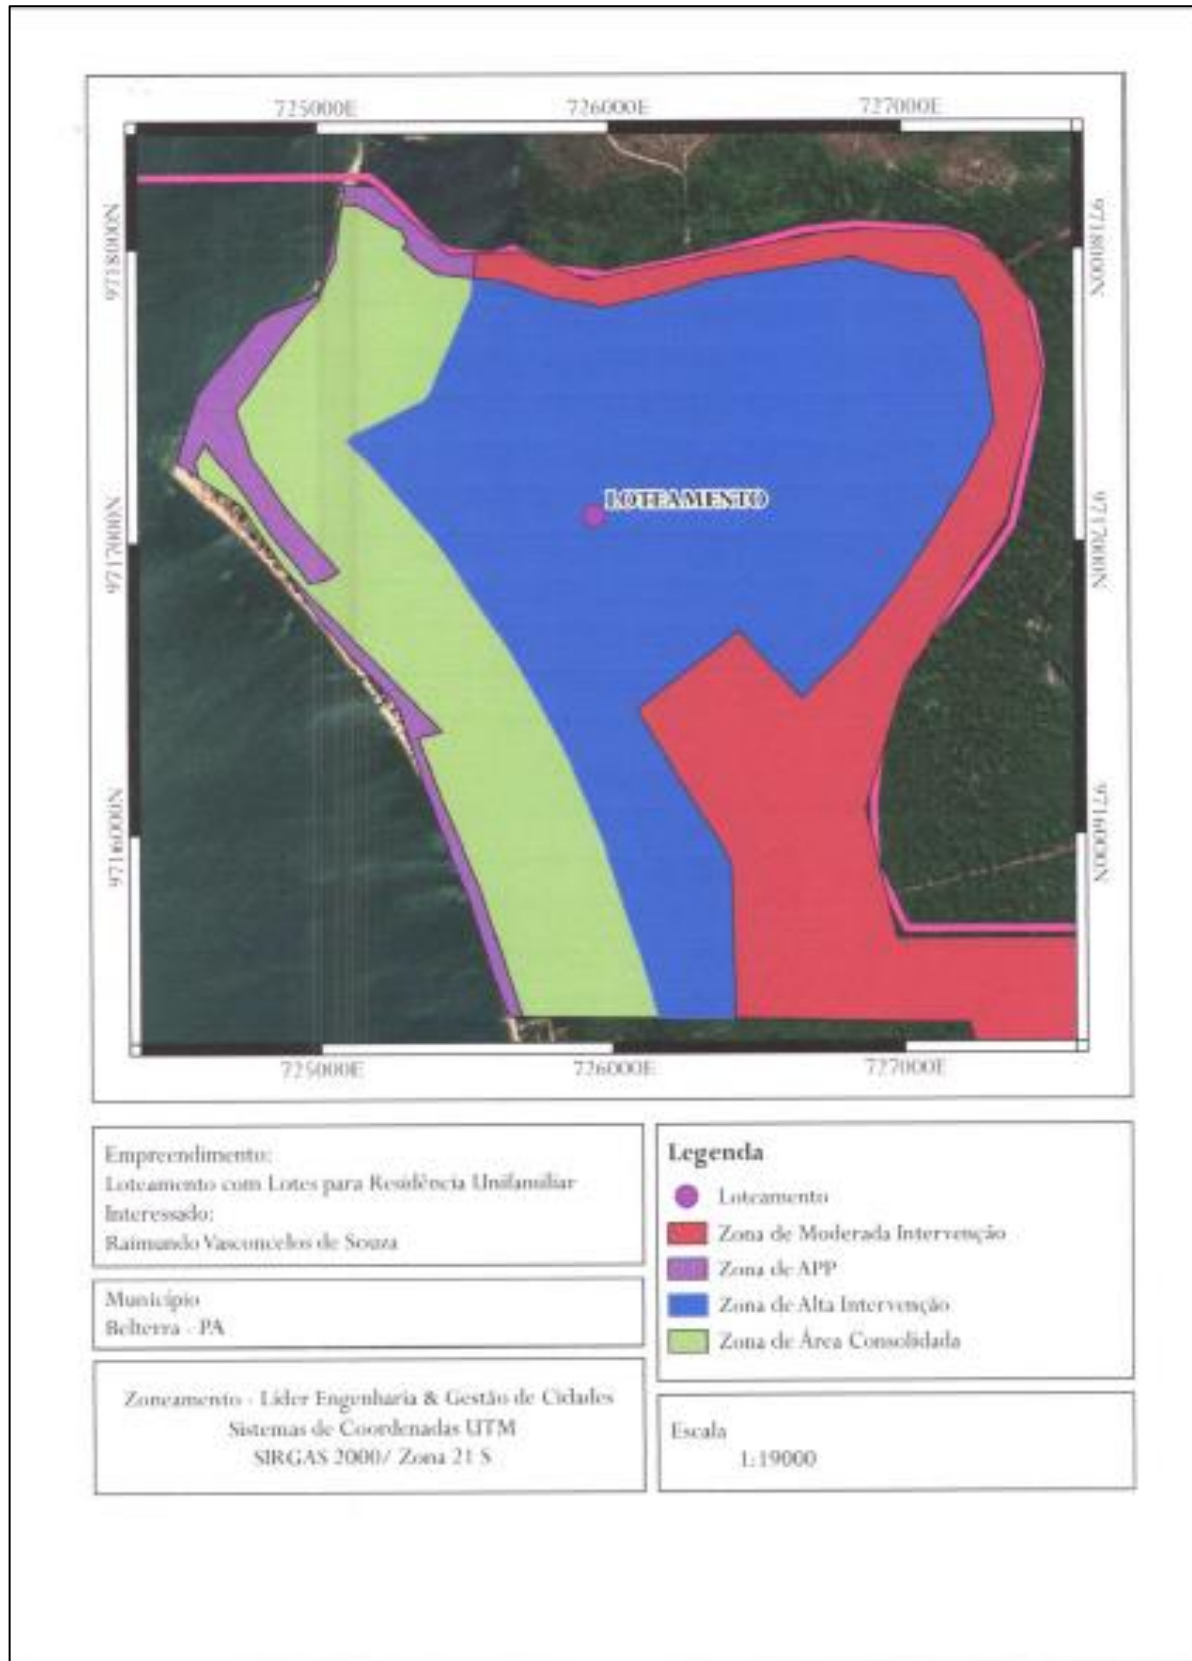 725000E 726000E 727000E
9718000N
9718000N
LOTEAMENTO
9717000N
9717000N
9716000N
9716000N
725000E 726000E 727000E
Empreendimento:
Loteamento com Lotes para Residência Unifamiliar
Interessado:
Raimundo Vasconcelos de Souza
Município
Belterra - PA
Zoneamento - Líder Engenharia & Gestão de Cidades
Sistemas de Coordenadas UTM
SIRGAS 2000/ Zona 21 S
Legenda
Loteamento
Zona de Moderada Intervenção
Zona de APP
Zona de Alta Intervenção
Zona de Área Consolidada
Escala
1:19000